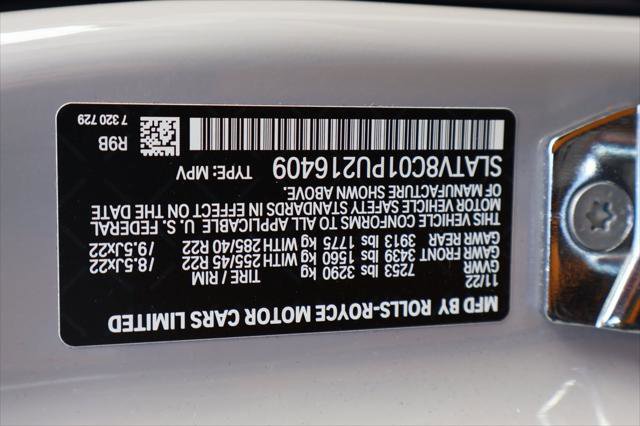 MFD BY ROLLS-ROYCE MOTOR CARS LIMITED
11/22 TIRE / RIM
GVWR 7253 lbs 3290 kg
GAWR FRONT 3439 lbs 1560 kg WITH 255/45 R22 /8.5Jx22
GAWR REAR 3913 lbs 1775 kg WITH 285/40 R22 /9.5Jx22
THIS VEHICLE CONFORMS TO ALL APPLICABLE U. S. FEDERAL
MOTOR VEHICLE SAFETY STANDARDS IN EFFECT ON THE DATE
OF MANUFACTURE SHOWN ABOVE.
SLATV8C01PU216409 TYPE: MPV
R9B
7 320 729